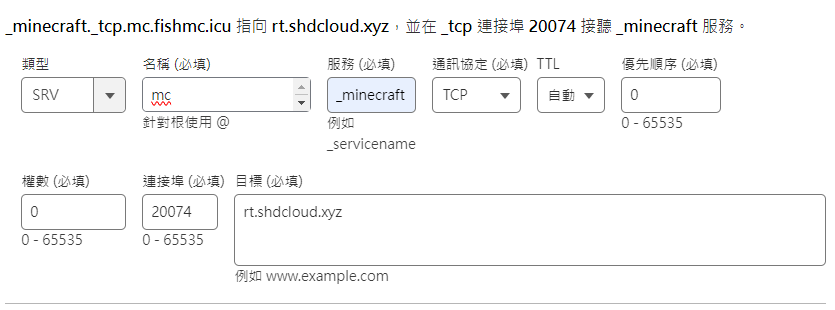 _minecraft._tcp.mc.fishmc.icu 指向 rt.shdcloud.xyz，並在 _tcp 連接埠 20074 接聽 _minecraft 服務。
類型 名稱 (必填) 服務 (必填) 通訊協定 (必填) TTL 優先順序 (必填)
SRV mc _minecraft TCP 自動 0
針對根使用 @ 例如 0 - 65535
_servicename
權數 (必填) 連接埠 (必填) 目標 (必填)
0 20074 rt.shdcloud.xyz
0 - 65535 0 - 65535
例如 www.example.com